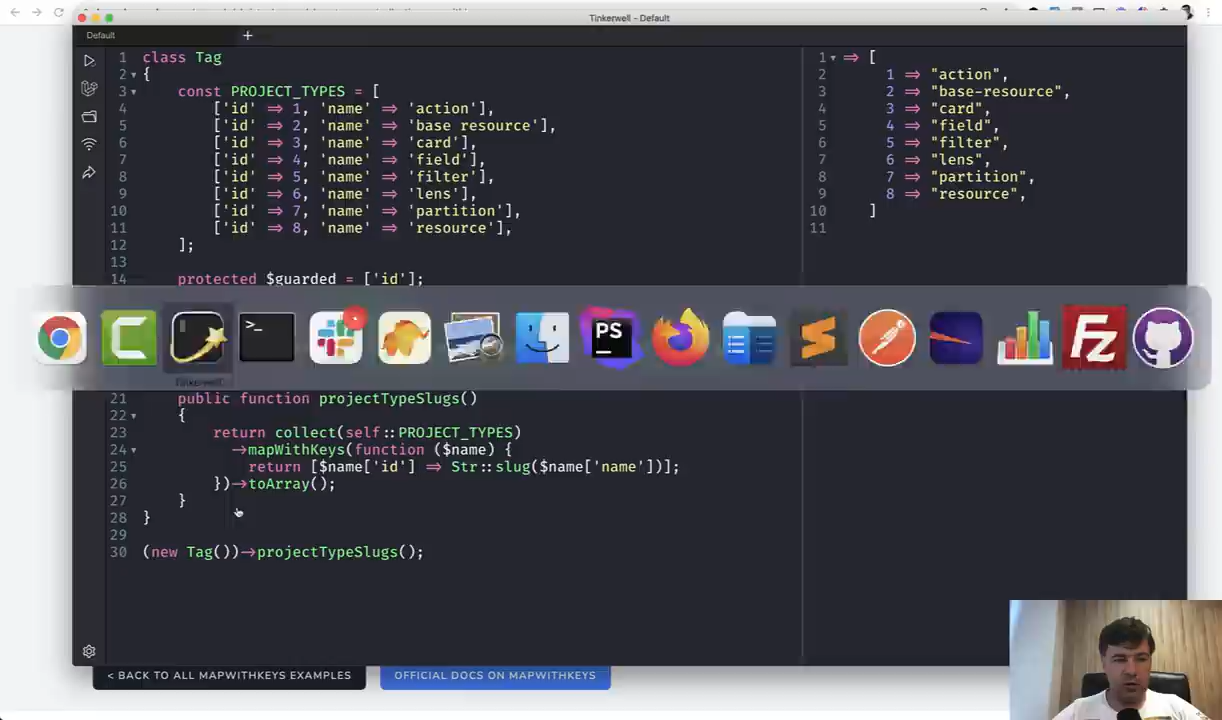 Tinkerwell - Default
Default
+
1 class Tag
2 {
3 const PROJECT_TYPES = [
4 ['id' => 1, 'name' => 'action'],
5 ['id' => 2, 'name' => 'base resource'],
6 ['id' => 3, 'name' => 'card'],
7 ['id' => 4, 'name' => 'field'],
8 ['id' => 5, 'name' => 'filter'],
9 ['id' => 6, 'name' => 'lens'],
10 ['id' => 7, 'name' => 'partition'],
11 ['id' => 8, 'name' => 'resource'],
12 ];
13
14 protected $guarded = ['id'];
21 public function projectTypeSlugs()
22 {
23 return collect(self::PROJECT_TYPES)
24 ->mapWithKeys(function ($name) {
25 return [$name['id'] => Str::slug($name['name'])];
26 })->toArray();
27 }
28 }
29
30 (new Tag())->projectTypeSlugs();
1 => [
2 1 => "action",
3 2 => "base-resource",
4 3 => "card",
5 4 => "field",
6 5 => "filter",
7 6 => "lens",
8 7 => "partition",
9 8 => "resource",
10 ]
11
>_
PS
Fz
Tinkerwell
< BACK TO ALL MAPWITHKEYS EXAMPLES
OFFICIAL DOCS ON MAPWITHKEYS